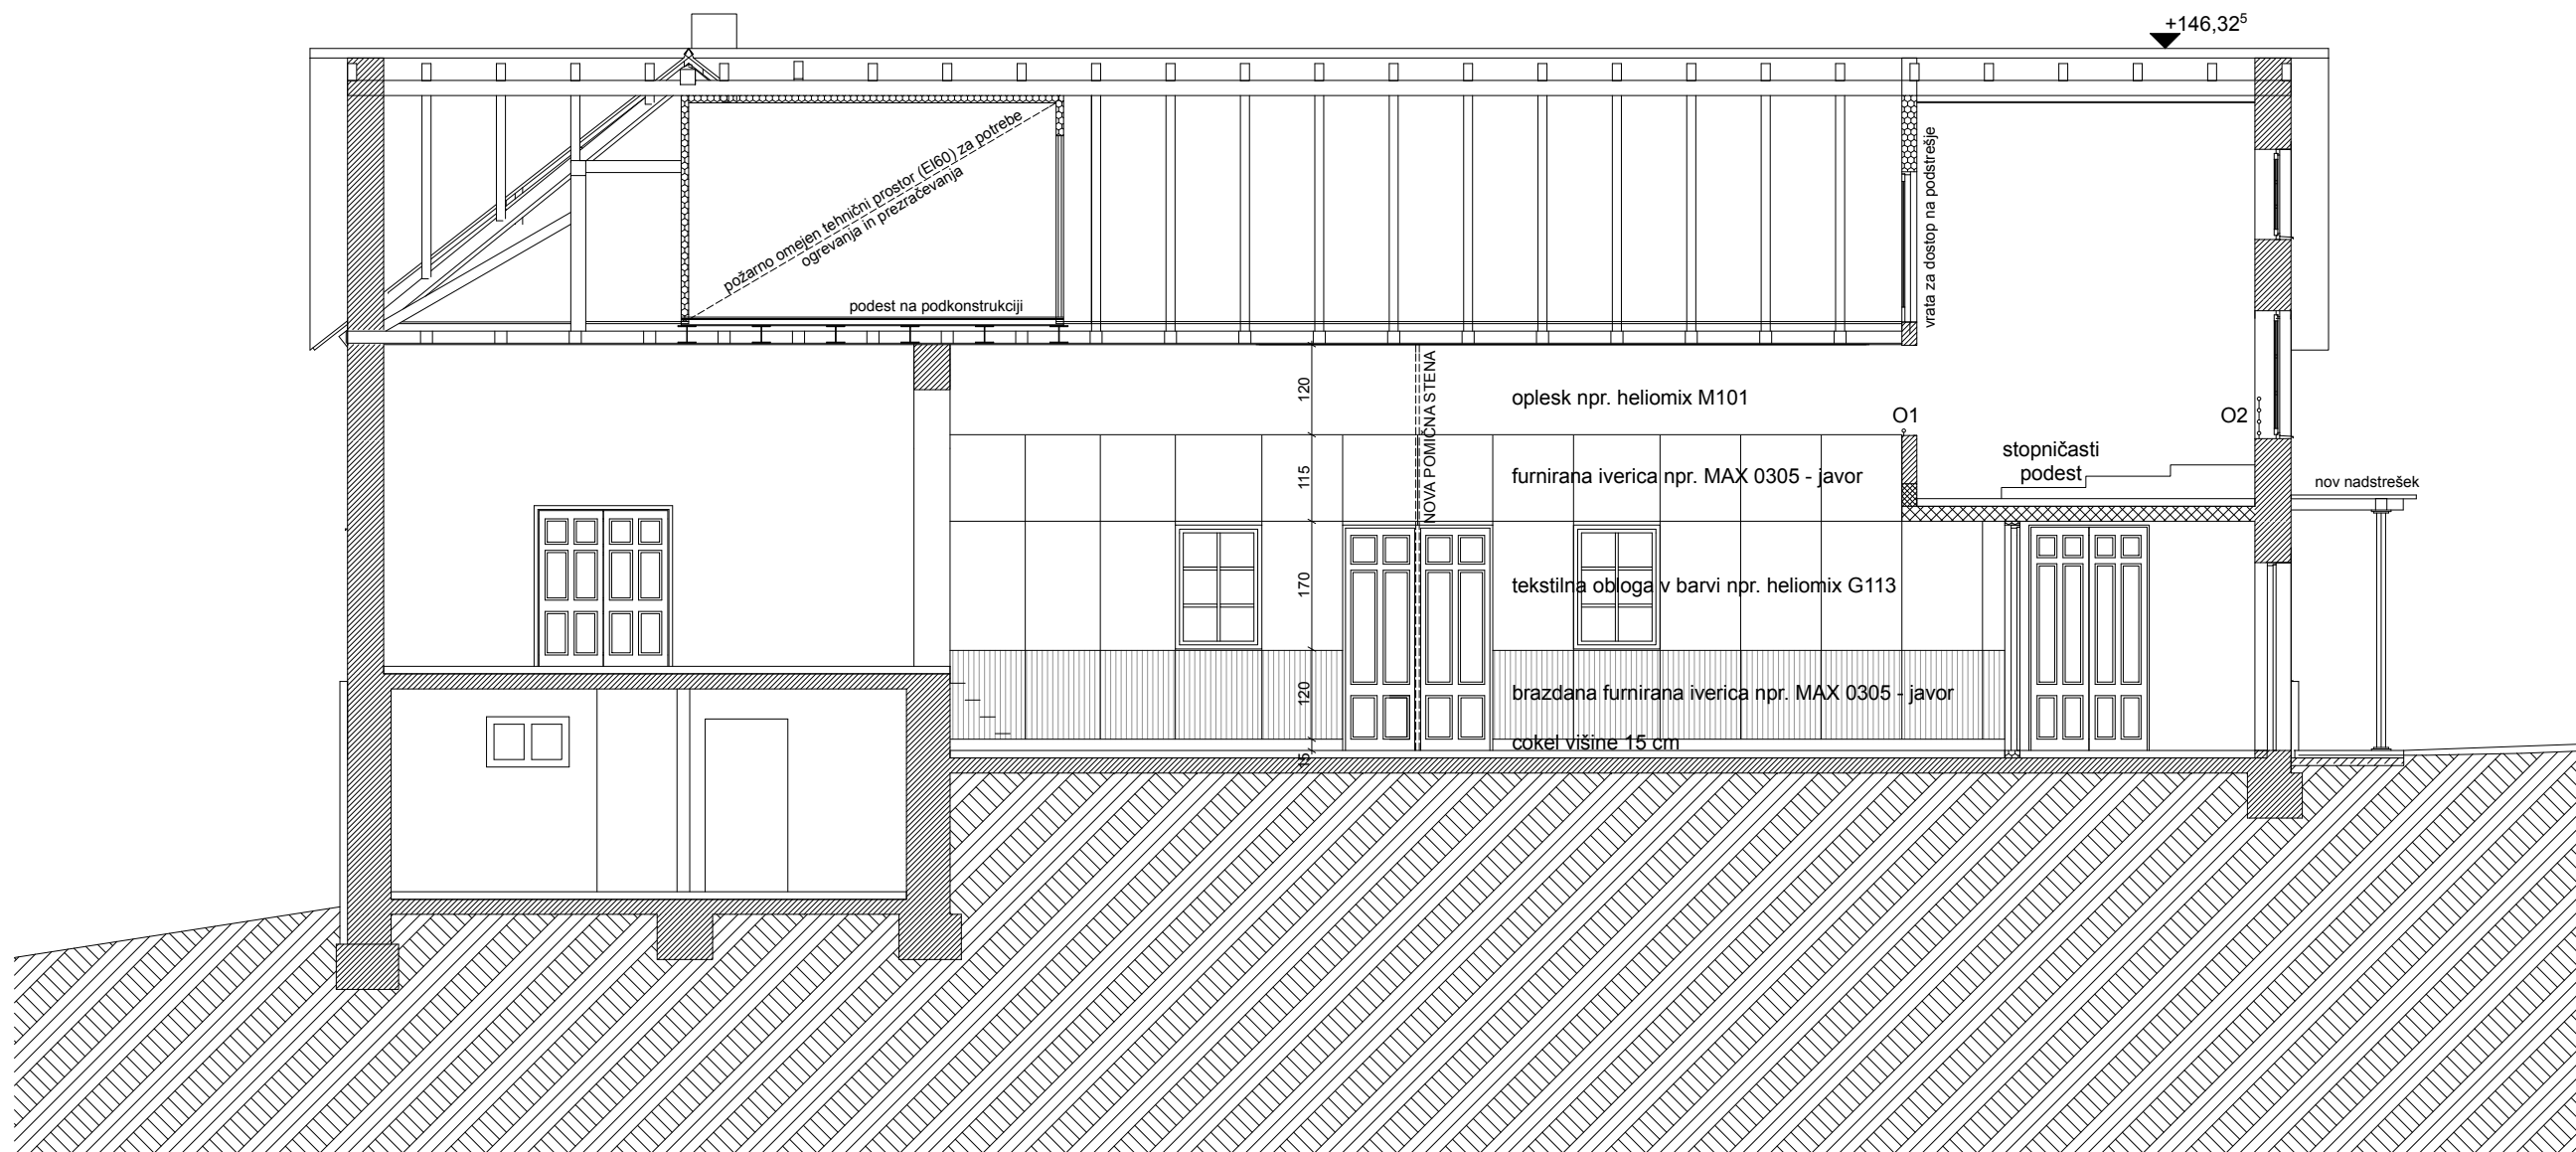 +146,32⁵
požarno omejen tehnični prostor (EI60) za potrebe
ogrevanja in prezračevanja
podest na podkonstrukciji
vrata za dostop na podstrešje
NOVA POMIČNA STENA
120
oplesk npr. heliomix M101
O1
O2
stopničasti
podest
115
furnirana iverica npr. MAX 0305 - javor
nov nadstrešek
170
tekstilna obloga v barvi npr. heliomix G113
120
brazdana furnirana iverica npr. MAX 0305 - javor
cokel višine 15 cm
15